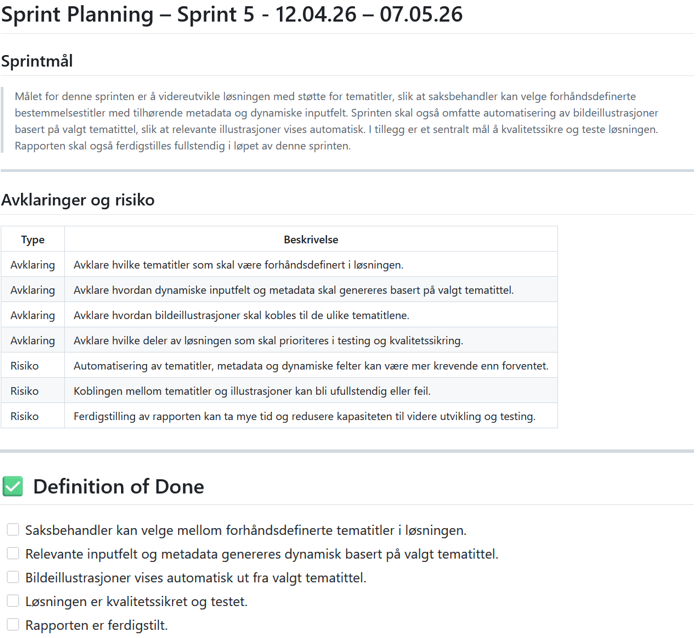 Sprint Planning – Sprint 5 - 12.04.26 – 07.05.26
Sprintmål
Målet for denne sprinten er å videreutvikle løsningen med støtte for tematitler, slik at saksbehandler kan velge forhåndsdefinerte
bestemmelsestitler med tilhørende metadata og dynamiske inputfelt. Sprinten skal også omfatte automatisering av bildeillustrasjoner
basert på valgt tematittel, slik at relevante illustrasjoner vises automatisk. I tillegg er et sentralt mål å kvalitetssikre og teste løsningen.
Rapporten skal også ferdigstilles fullstendig i løpet av denne sprinten.
Avklaringer og risiko
Type Beskrivelse
Avklaring Avklare hvilke tematitler som skal være forhåndsdefinert i løsningen.
Avklaring Avklare hvordan dynamiske inputfelt og metadata skal genereres basert på valgt tematittel.
Avklaring Avklare hvordan bildeillustrasjoner skal kobles til de ulike tematitlene.
Avklaring Avklare hvilke deler av løsningen som skal prioriteres i testing og kvalitetssikring.
Risiko Automatisering av tematitler, metadata og dynamiske felter kan være mer krevende enn forventet.
Risiko Koblingen mellom tematitler og illustrasjoner kan bli ufullstendig eller feil.
Risiko Ferdigstilling av rapporten kan ta mye tid og redusere kapasiteten til videre utvikling og testing.
✅ Definition of Done
Saksbehandler kan velge mellom forhåndsdefinerte tematitler i løsningen.
Relevante inputfelt og metadata genereres dynamisk basert på valgt tematittel.
Bildeillustrasjoner vises automatisk ut fra valgt tematittel.
Løsningen er kvalitetssikret og testet.
Rapporten er ferdigstilt.